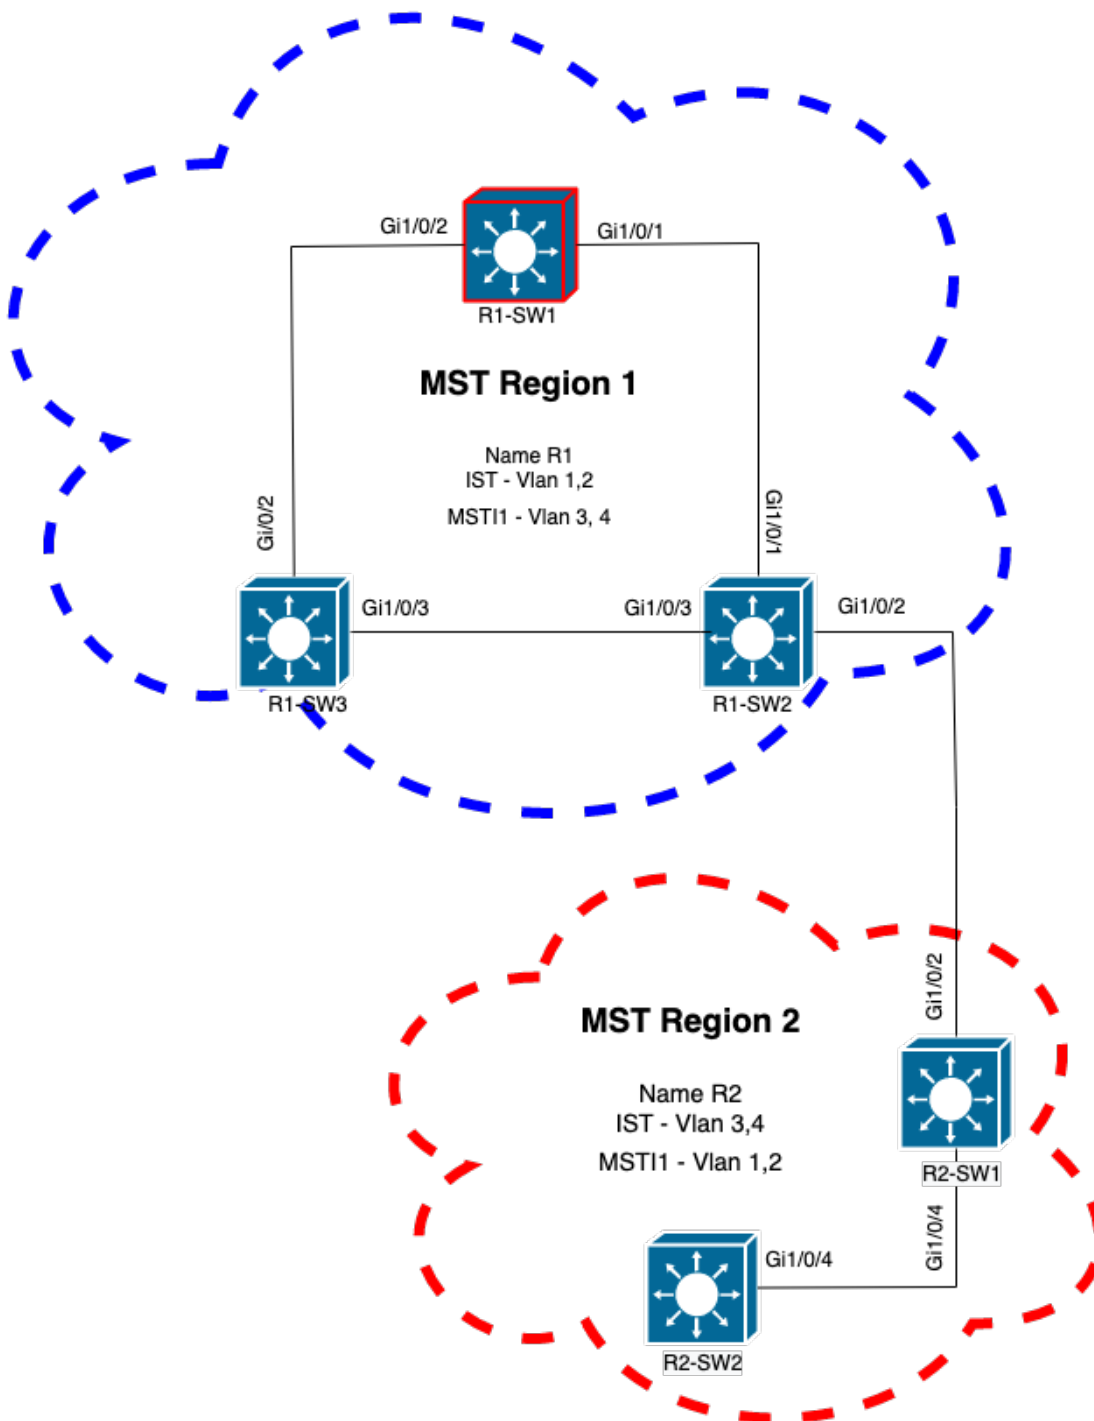 Gi1/0/2
Gi1/0/1
R1-SW1
MST Region 1
Name R1
IST - Vlan 1,2
MSTI1 - Vlan 3, 4
Gi/0/2
Gi1/0/1
Gi1/0/3
Gi1/0/3
Gi1/0/2
R1-SW3
R1-SW2
Gi1/0/2
MST Region 2
Name R2
IST - Vlan 3,4
MSTI1 - Vlan 1,2
R2-SW1
Gi1/0/4
Gi1/0/4
R2-SW2